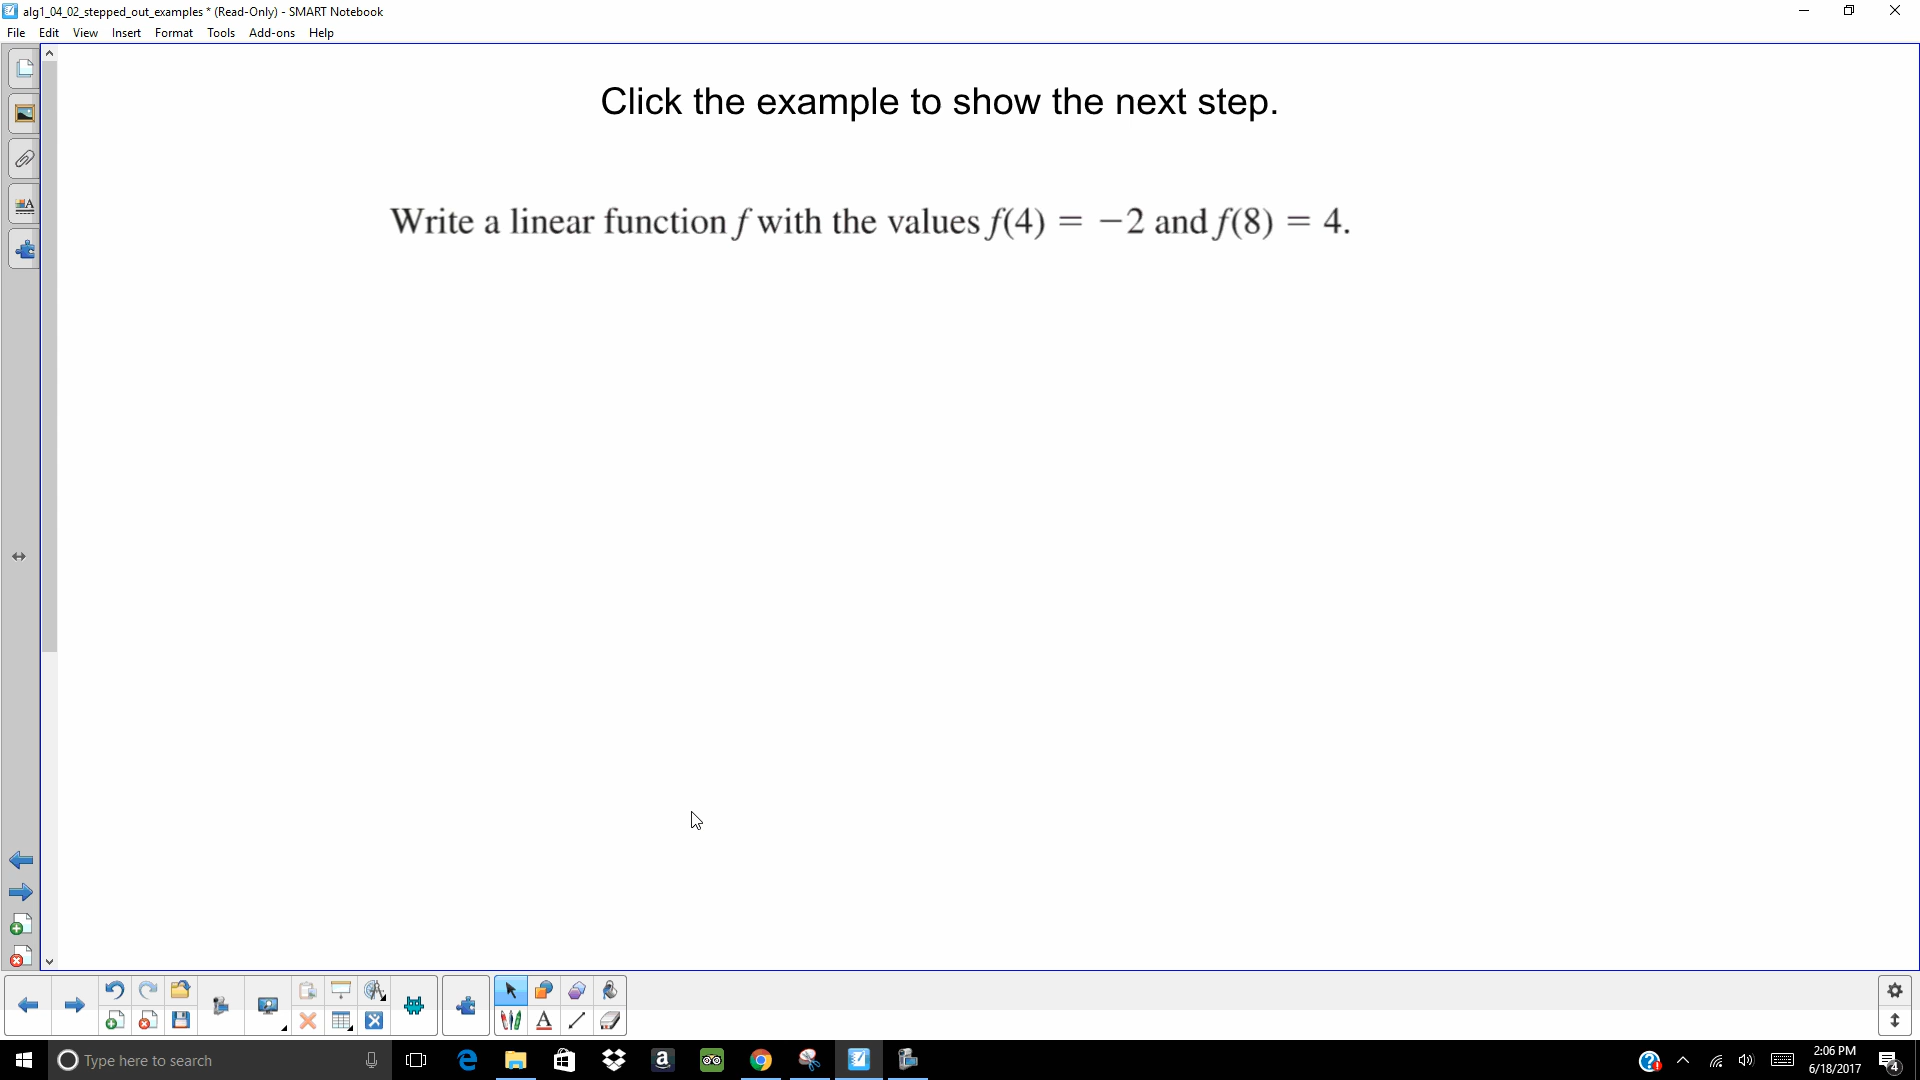 alg1_04_02_stepped_out_examples * (Read-Only) - SMART Notebook
File Edit View Insert Format Tools Add-ons Help
Click the example to show the next step.
Write a linear function f with the values f(4) = −2 and f(8) = 4.
Type here to search
2:06 PM
6/18/2017
4